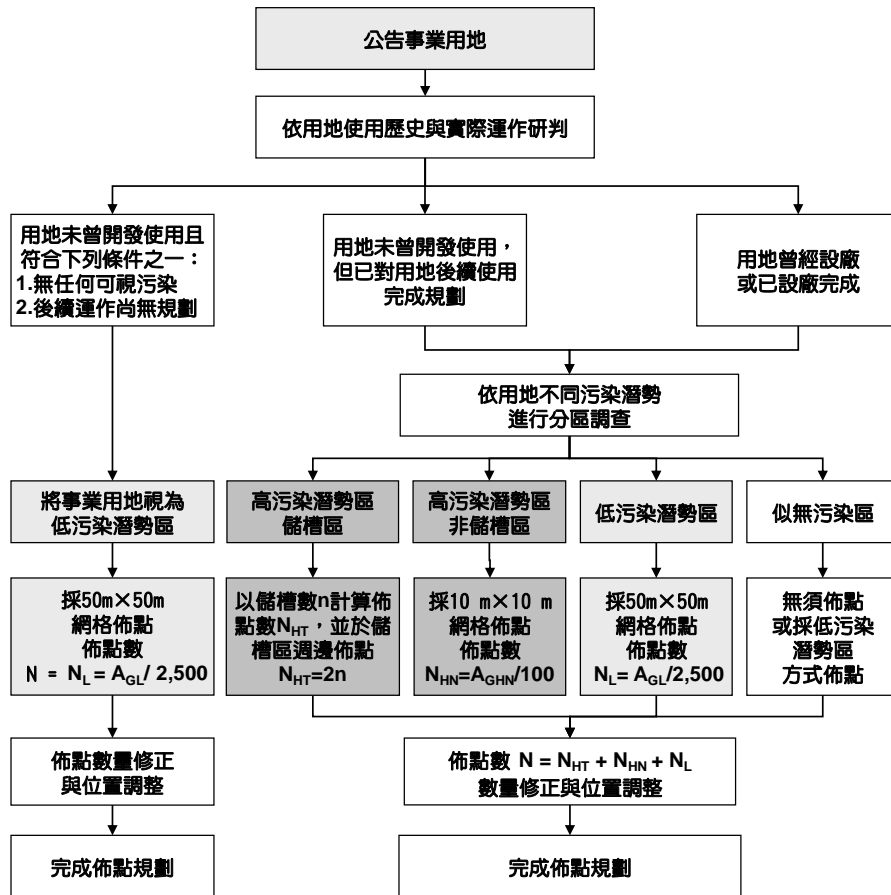 公告事業用地
依用地使用歷史與實際運作研判
用地未曾開發使用且
符合下列條件之一：
1.無任何可視污染
2.後續運作尚無規劃
用地未曾開發使用，
但已對用地後續使用
完成規劃
用地曾經設廠
或已設廠完成
依用地不同污染潛勢
進行分區調查
將事業用地視為
低污染潛勢區
高污染潛勢區
儲槽區
高污染潛勢區
非儲槽區
低污染潛勢區
似無污染區
採50m×50m
網格佈點
佈點數
N = NL= AGL/ 2,500
以儲槽數n計算佈
點數NHT，並於儲
槽區週邊佈點
NHT=2n
採10 m×10 m
網格佈點
佈點數
NHN=AGHN/100
採50m×50m
網格佈點
佈點數
NL= AGL/2,500
無須佈點
或採低污染
潛勢區
方式佈點
佈點數量修正
與位置調整
佈點數 N = NHT + NHN + NL
數量修正與位置調整
完成佈點規劃
完成佈點規劃